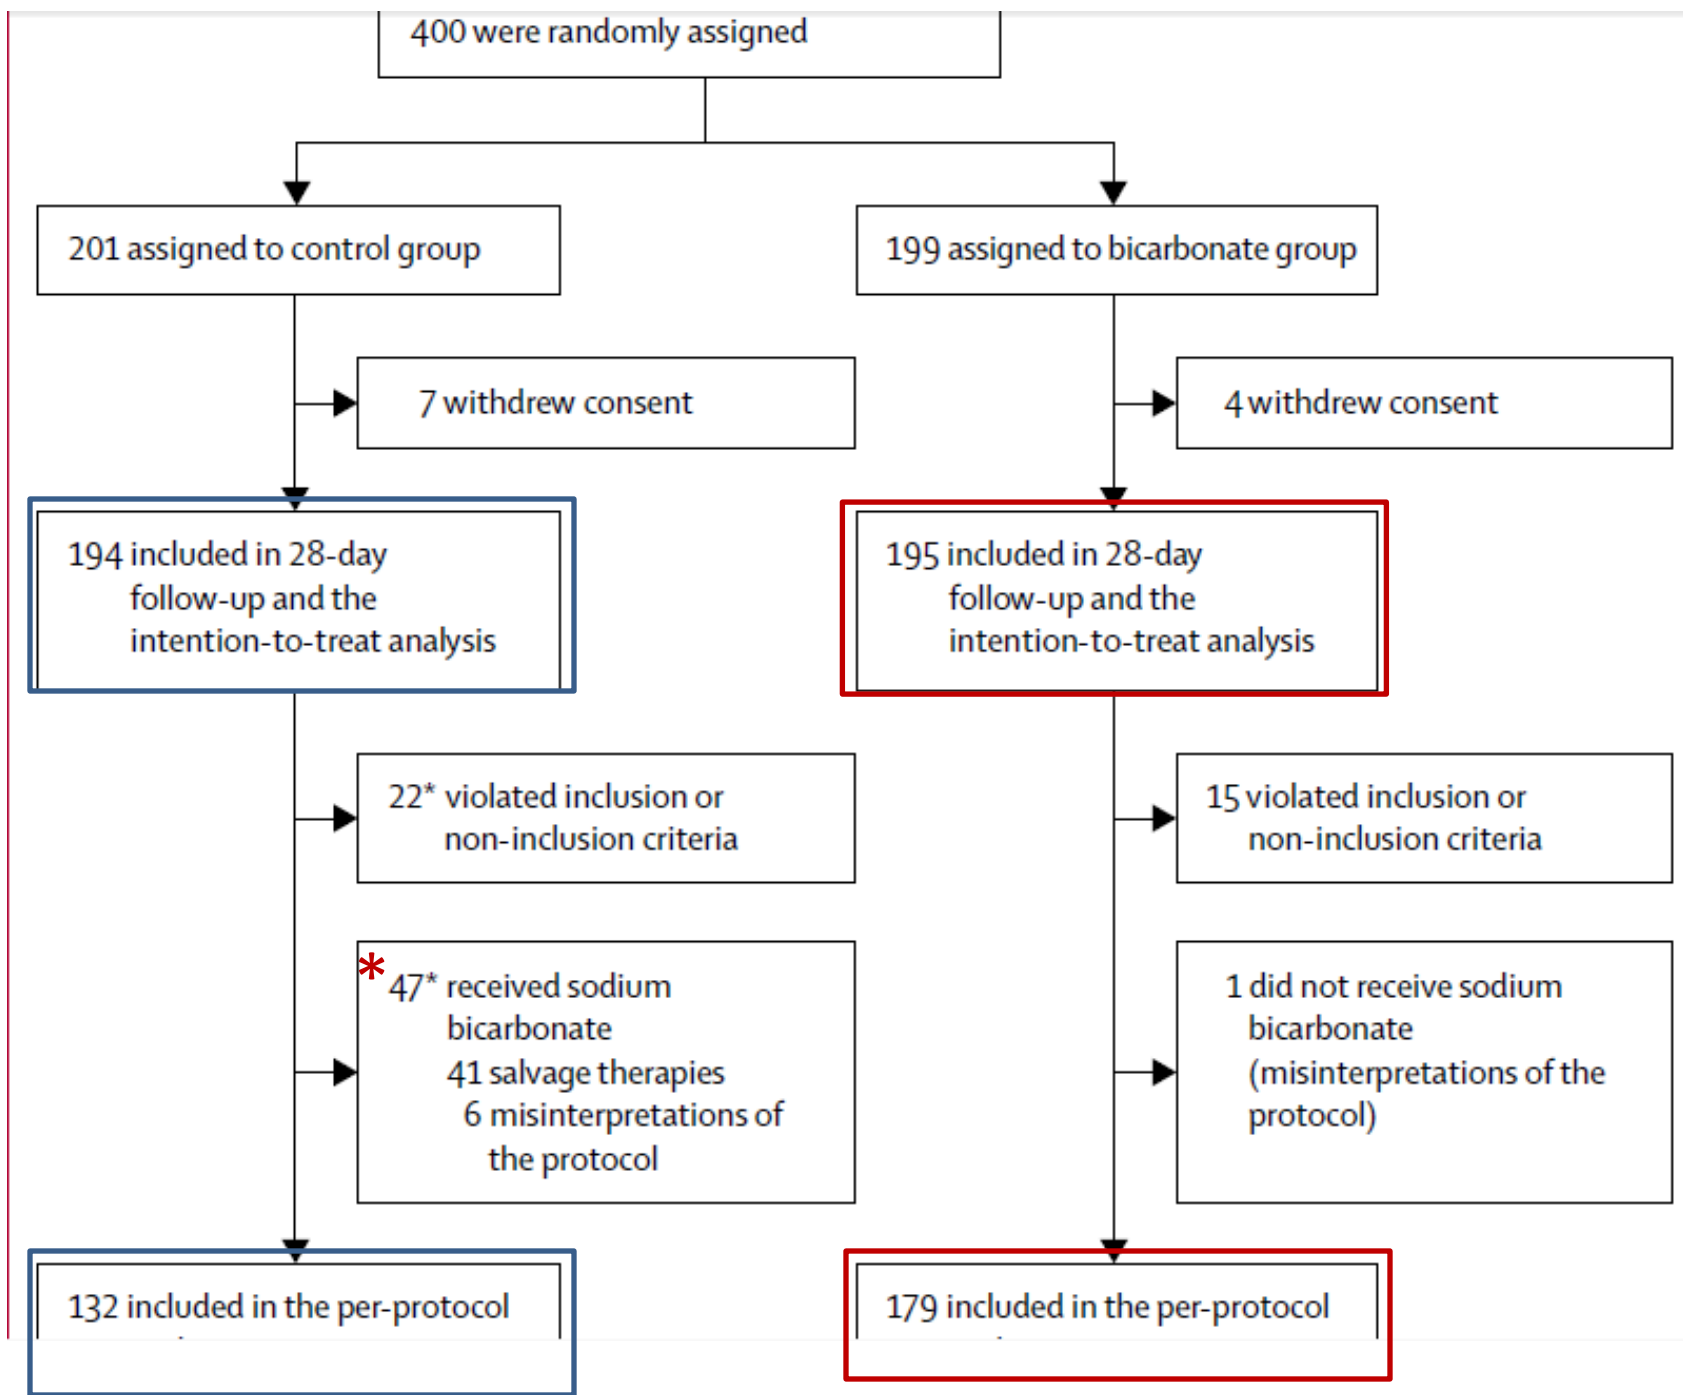 400 were randomly assigned
201 assigned to control group
199 assigned to bicarbonate group
7 withdrew consent
4 withdrew consent
194 included in 28-day
follow-up and the
intention-to-treat analysis
195 included in 28-day
follow-up and the
intention-to-treat analysis
22* violated inclusion or
non-inclusion criteria
15 violated inclusion or
non-inclusion criteria
* 47* received sodium
bicarbonate
41 salvage therapies
6 misinterpretations of
the protocol
1 did not receive sodium
bicarbonate
(misinterpretations of the
protocol)
132 included in the per-protocol
179 included in the per-protocol